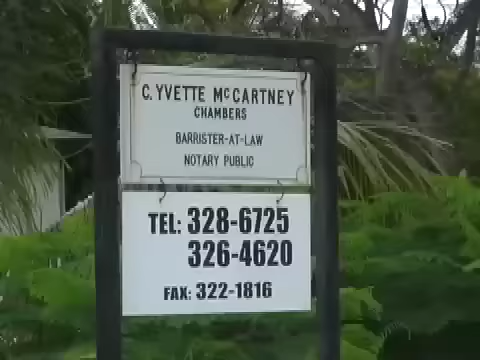 C. YVETTE McCARTNEY
CHAMBERS
BARRISTER-AT-LAW
NOTARY PUBLIC
TEL: 328-6725
326-4620
FAX: 322-1816